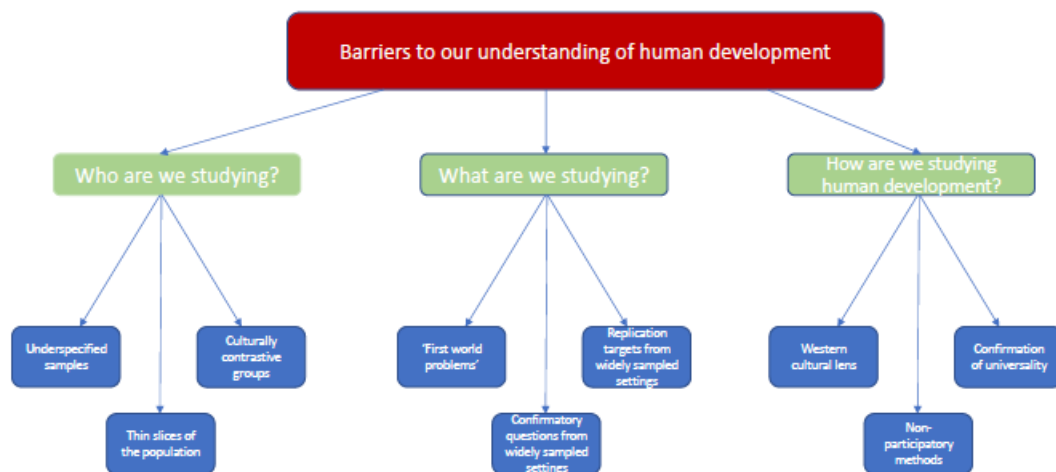 Barriers to our understanding of human development
Who are we studying?
What are we studying?
How are we studying
human development?
Underspecified
samples
Thin slices of
the population
Culturally
contrastive
groups
'First world
problems'
Confirmatory
questions from
widely sampled
settings
Replication
targets from
widely sampled
settings
Western
cultural lens
Non-
participatory
methods
Confirmation
of universality